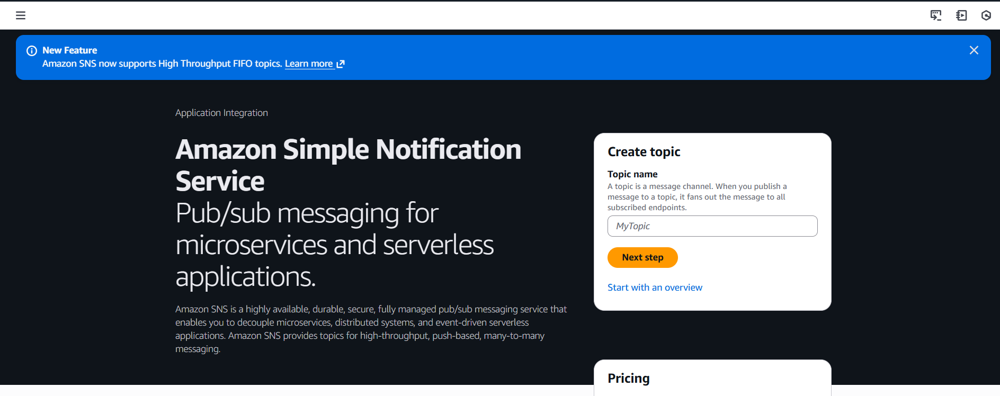 New Feature
Amazon SNS now supports High Throughput FIFO topics. Learn more
Application Integration
Amazon Simple Notification
Service
Pub/sub messaging for
microservices and serverless
applications.
Amazon SNS is a highly available, durable, secure, fully managed pub/sub messaging service that
enables you to decouple microservices, distributed systems, and event-driven serverless
applications. Amazon SNS provides topics for high-throughput, push-based, many-to-many
messaging.
Create topic
Topic name
A topic is a message channel. When you publish a
message to a topic, it fans out the message to all
subscribed endpoints.
MyTopic
Next step
Start with an overview
Pricing